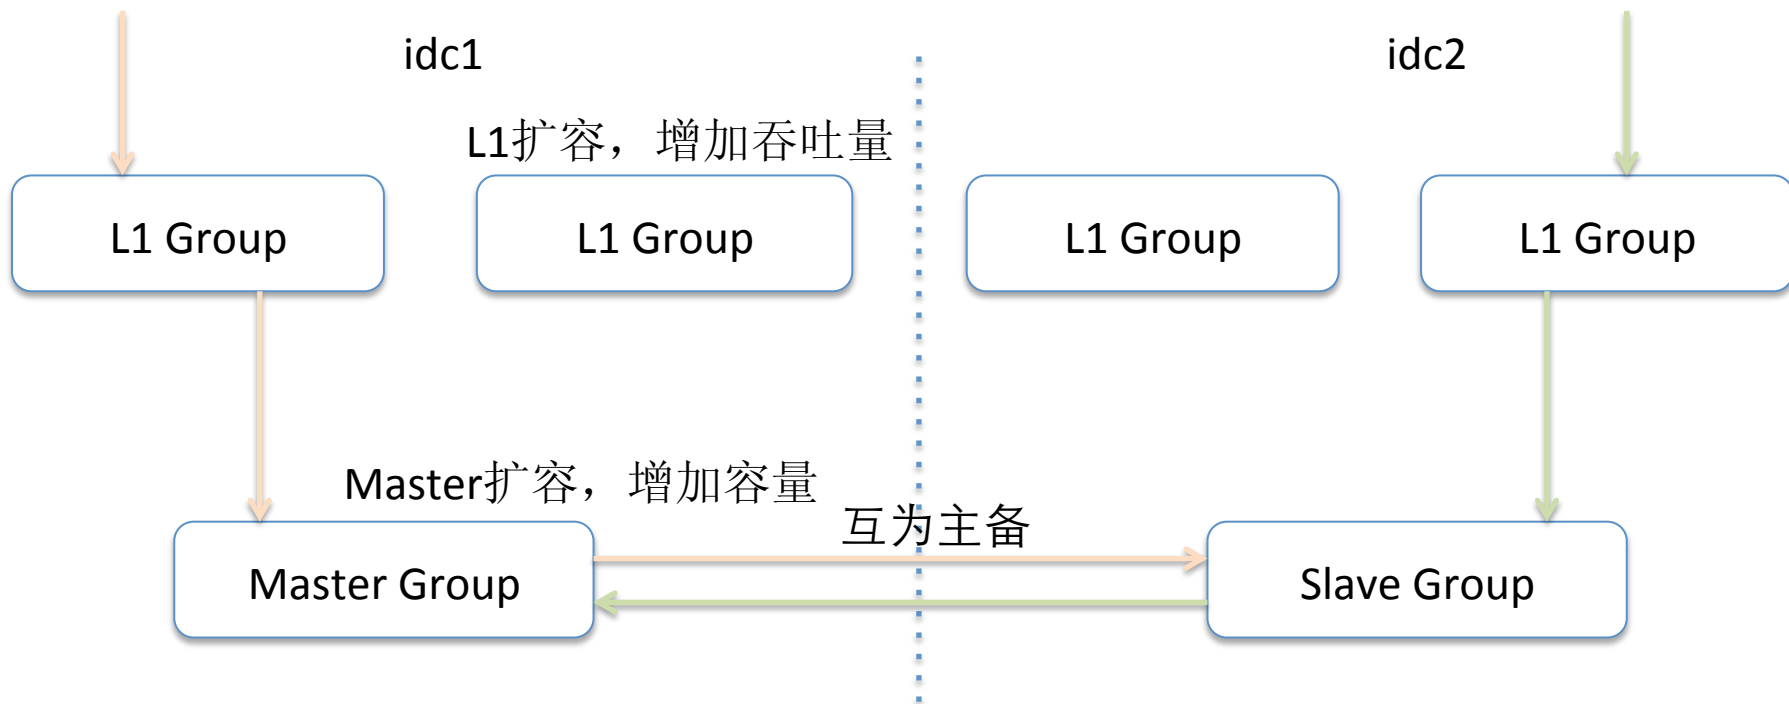 idc1
idc2
L1扩容，增加吞吐量
L1 Group
L1 Group
L1 Group
L1 Group
Master扩容，增加容量
互为主备
Master Group
Slave Group